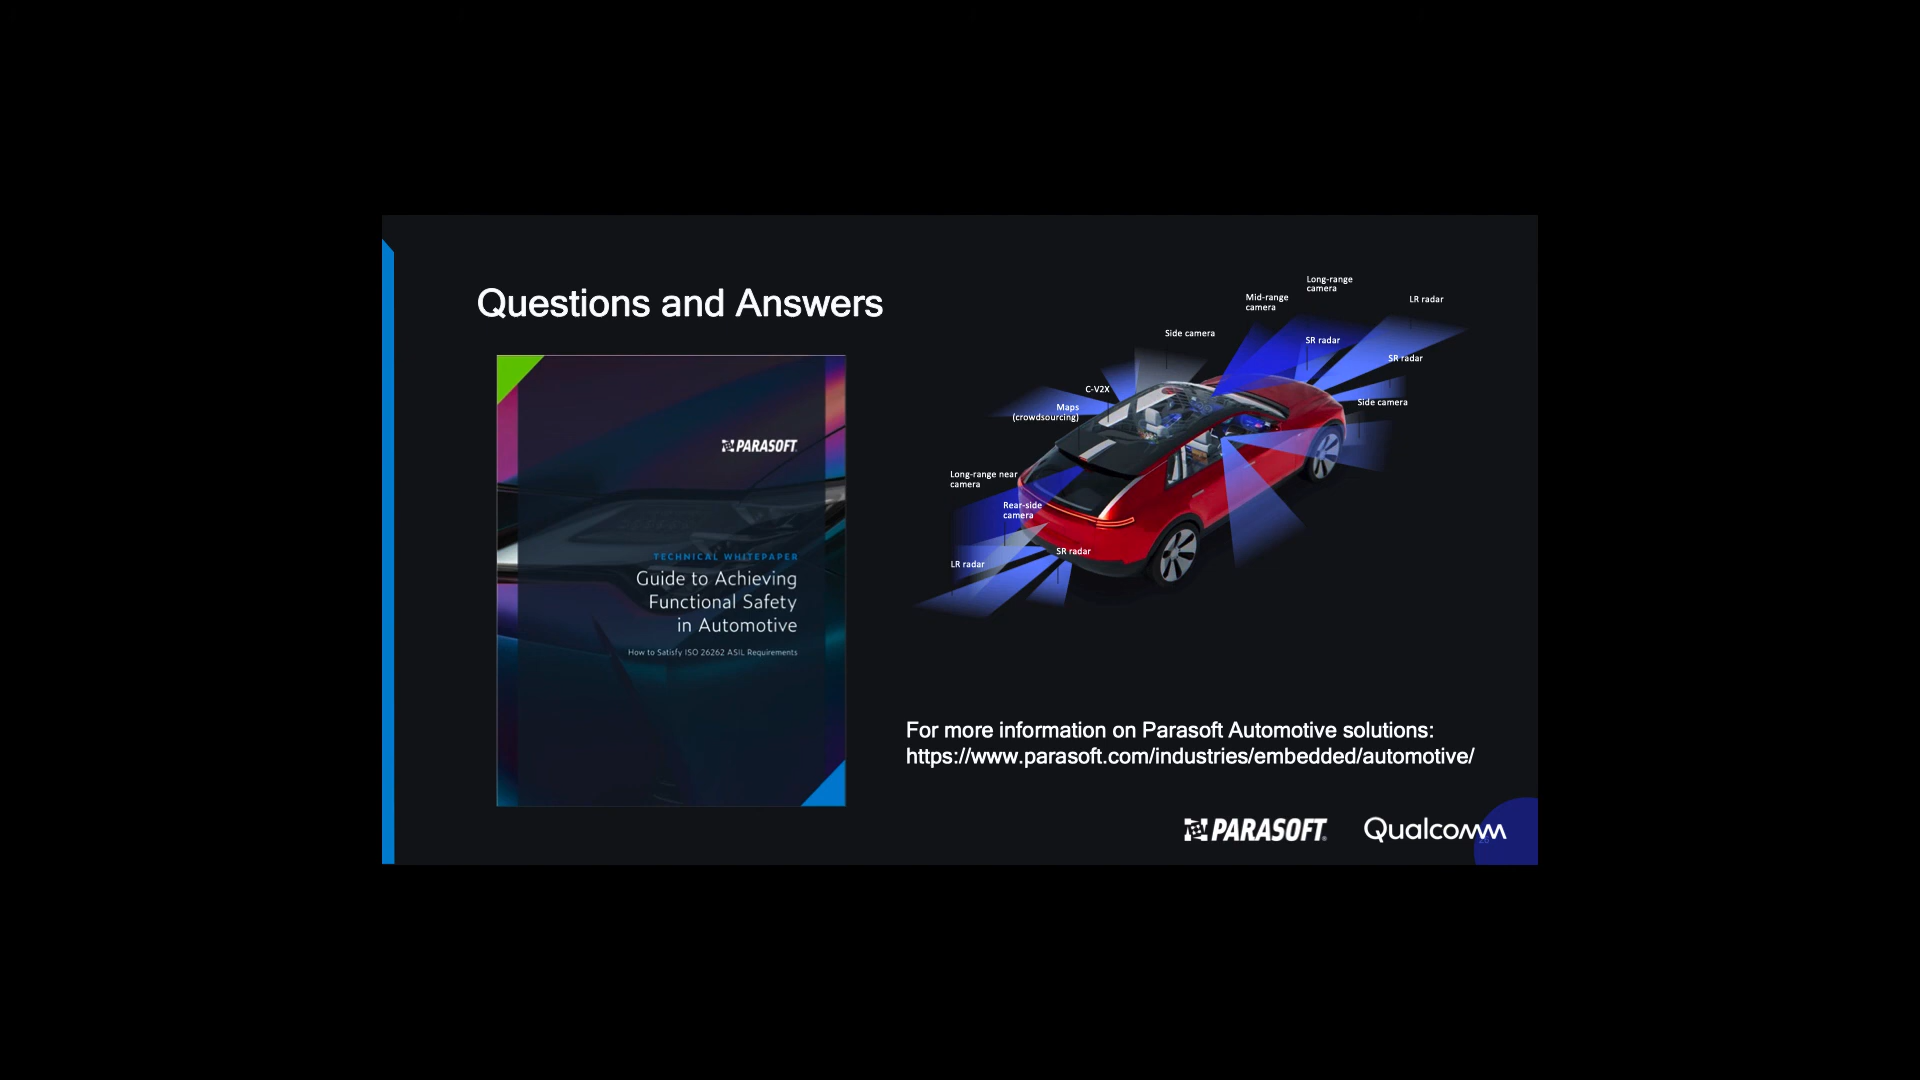 Questions and Answers
PARASOFT
TECHNICAL WHITEPAPER
Guide to Achieving
Functional Safety
in Automotive
How to Satisfy ISO 26262 ASIL Requirements
Long-range
camera
Mid-range
camera
LR radar
Side camera
SR radar
SR radar
C-V2X
Side camera
Maps
(crowdsourcing)
Long-range near
camera
Rear-side
camera
SR radar
LR radar
For more information on Parasoft Automotive solutions:
https://www.parasoft.com/industries/embedded/automotive/
PARASOFT
Qualcomm